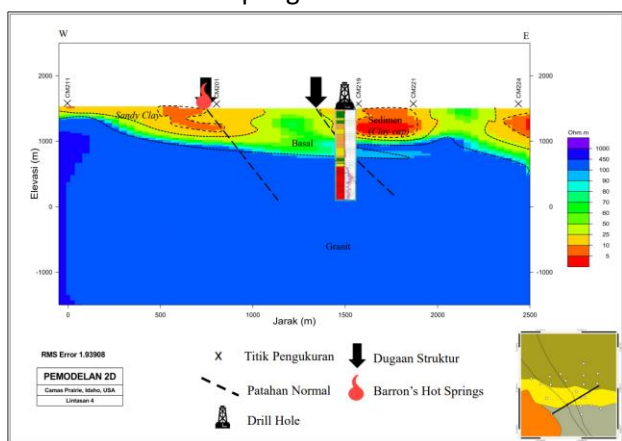 W E
2000 2000
CM211 CM201 CM219 CM221 CM224
Sandy Clay
Sedimen
(Clay cap)
1000 1000
Basal
Elevasi (m)
0 0
Granit
-1000 -1000
0 500 1000 1500 2000 2500
Jarak (m)
Ohm.m
1000
450
100
90
80
70
60
50
25
10
5
RMS Error 1.93908
PEMODELAN 2D
Camas Prairie, Idaho, USA
Lintasan 4
X Titik Pengukuran
Dugaan Struktur
Patahan Normal
Barron's Hot Springs
Drill Hole